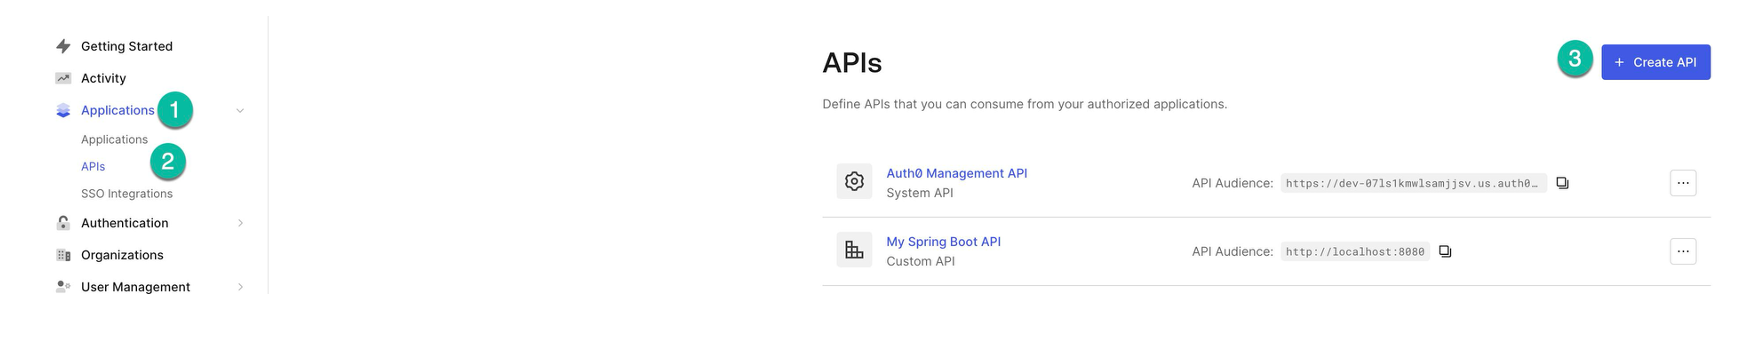 Getting Started
Activity
Applications 1
Applications
APIs 2
SSO Integrations
Authentication
Organizations
User Management
APIs
3 + Create API
Define APIs that you can consume from your authorized applications.
Auth0 Management API
System API
API Audience: https://dev-07ls1kmwlsamjjsv.us.auth0…
My Spring Boot API
Custom API
API Audience: http://localhost:8080